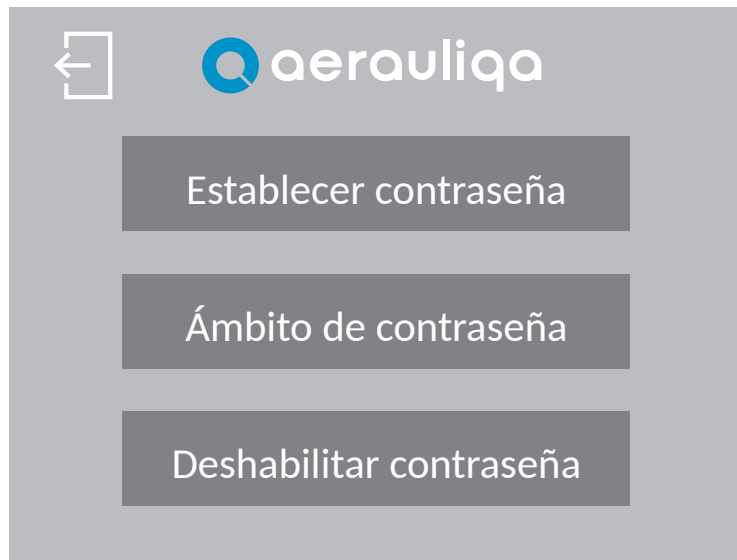 aerauliqa
Establecer contraseña
Ámbito de contraseña
Deshabilitar contraseña